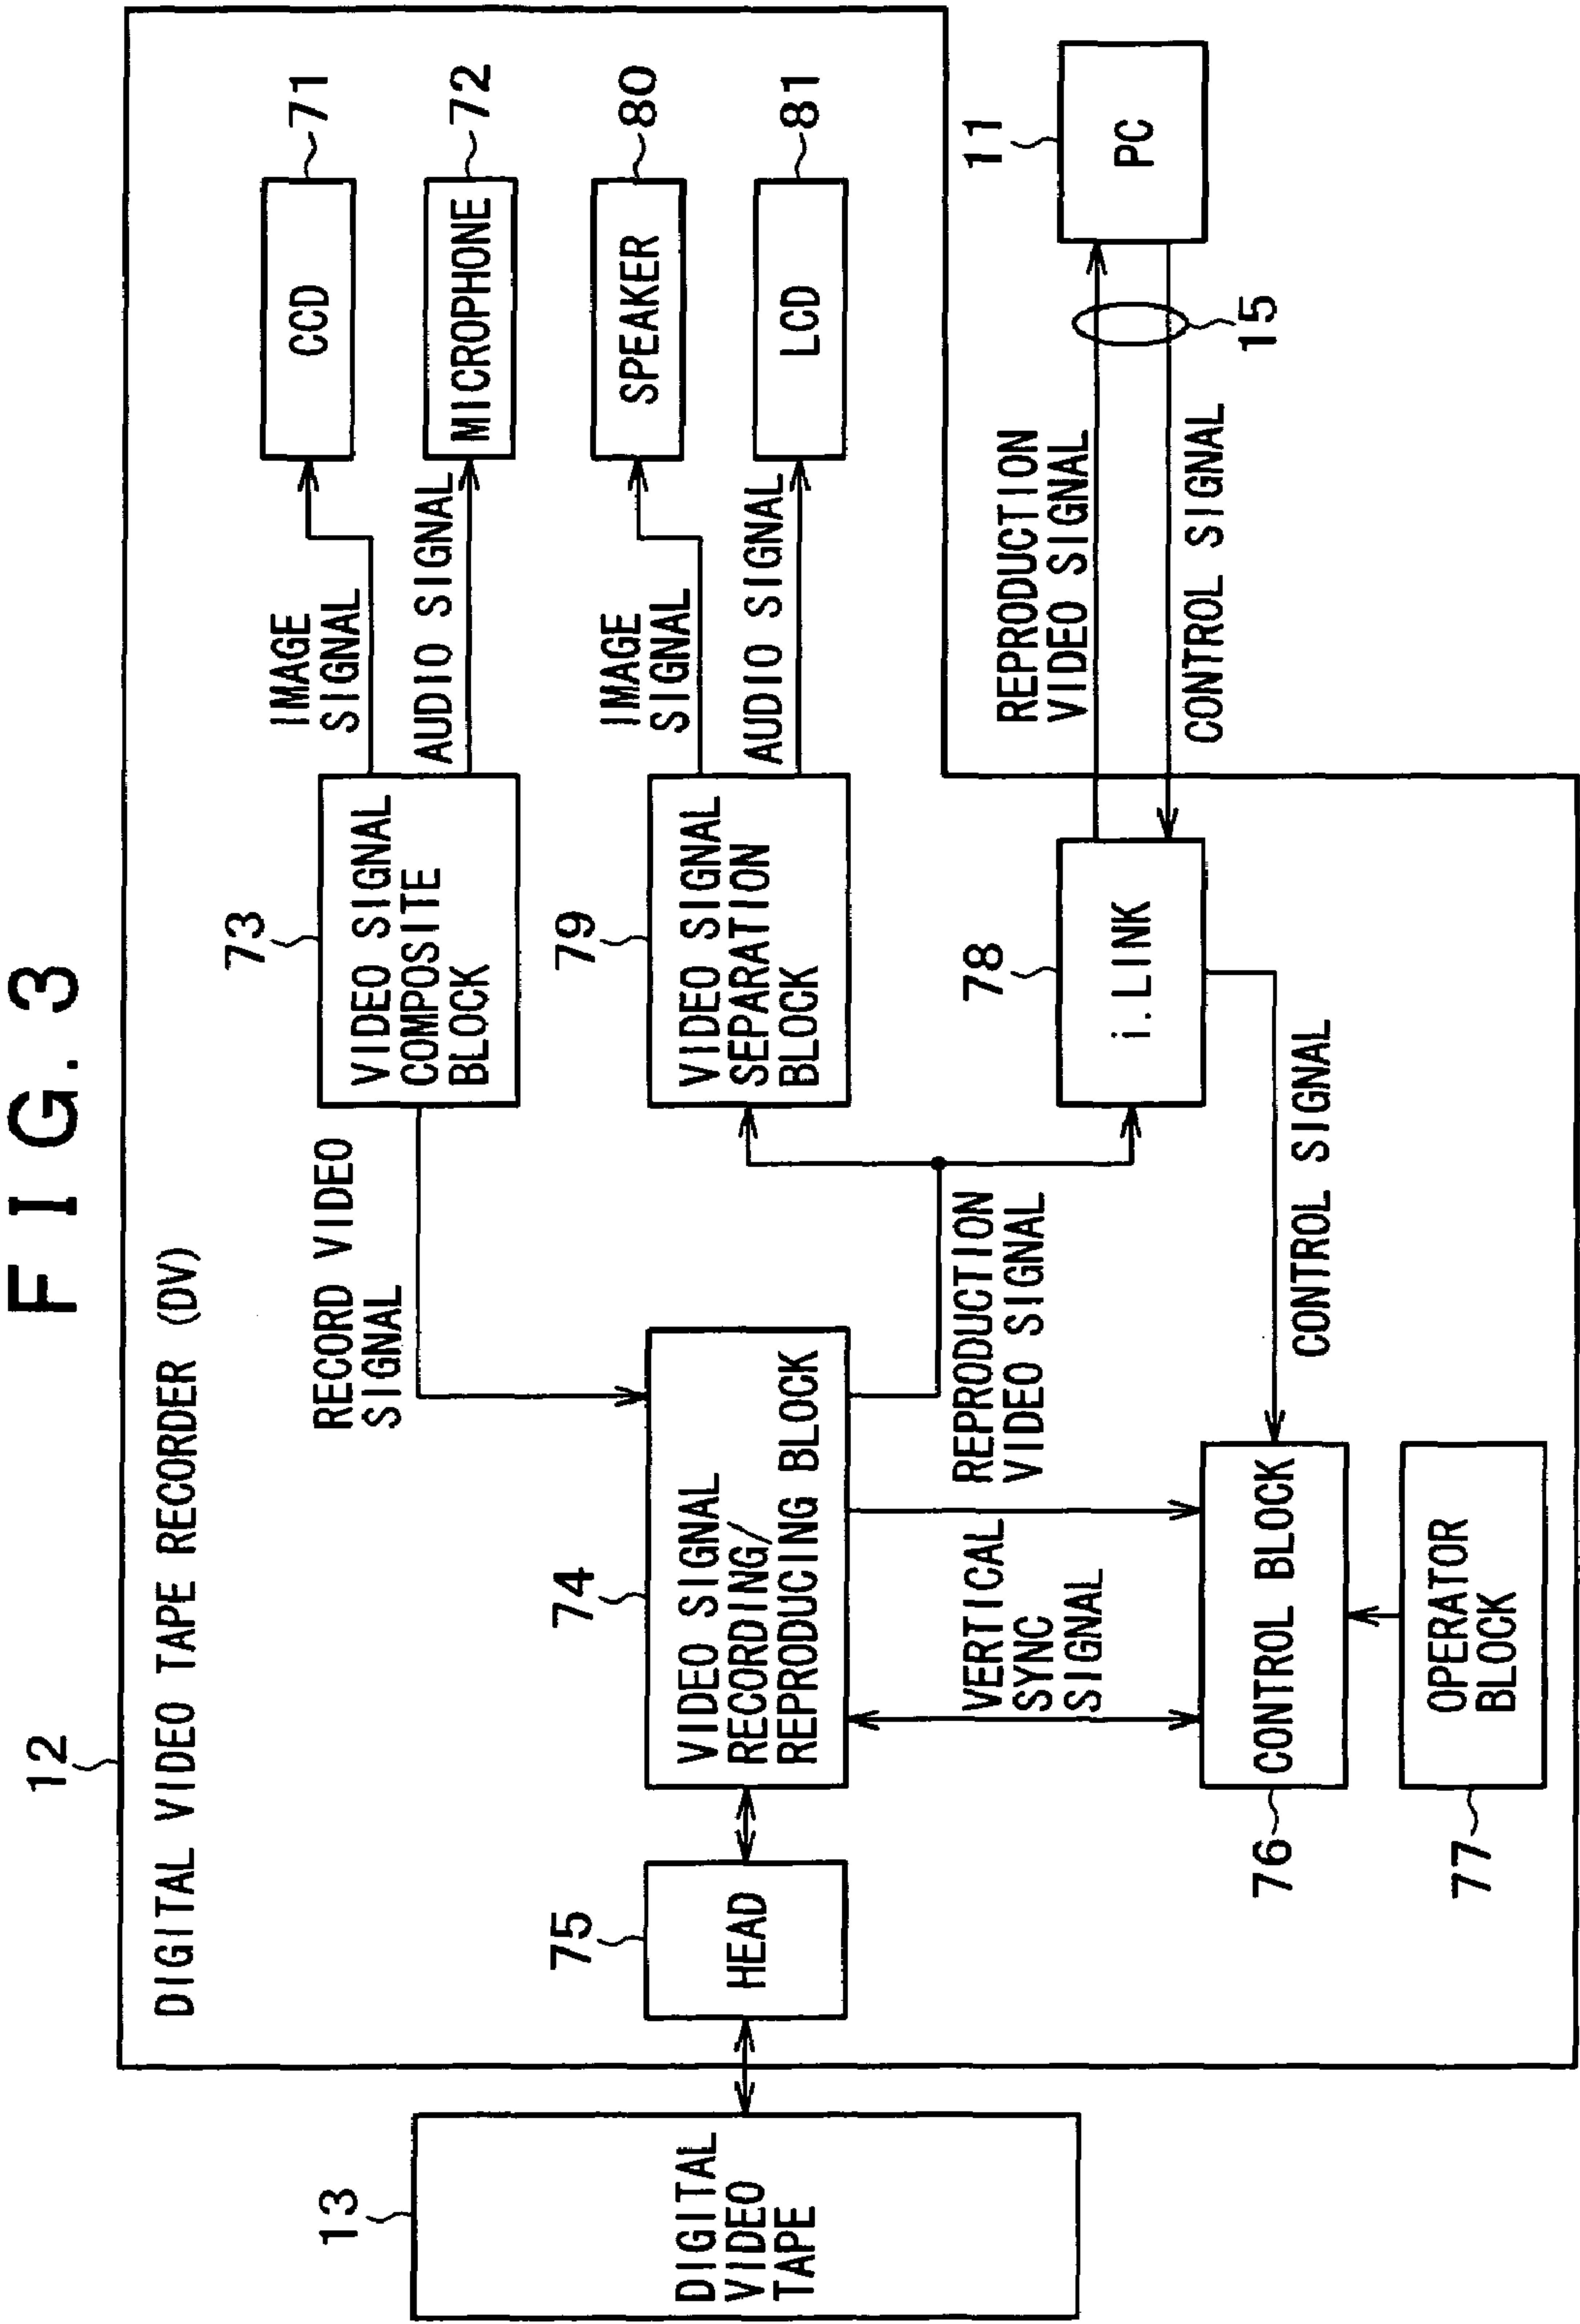 FIG. 3
12
DIGITAL VIDEO TAPE RECORDER (DV)
13
DIGITAL
VIDEO
TAPE
75
HEAD
74
VIDEO SIGNAL
RECORDING/
REPRODUCING BLOCK
RECORD VIDEO
SIGNAL
73
VIDEO SIGNAL
COMPOSITE
BLOCK
IMAGE
SIGNAL
AUDIO SIGNAL
CCD
71
MICROPHONE
72
79
VIDEO SIGNAL
SEPARATION
BLOCK
IMAGE
SIGNAL
AUDIO SIGNAL
SPEAKER
80
LCD
81
REPRODUCTION
VIDEO SIGNAL
VERTICAL
SYNC
SIGNAL
78
i.LINK
REPRODUCTION
VIDEO SIGNAL
CONTROL SIGNAL
15
11
PC
CONTROL SIGNAL
76
CONTROL BLOCK
77
OPERATOR
BLOCK